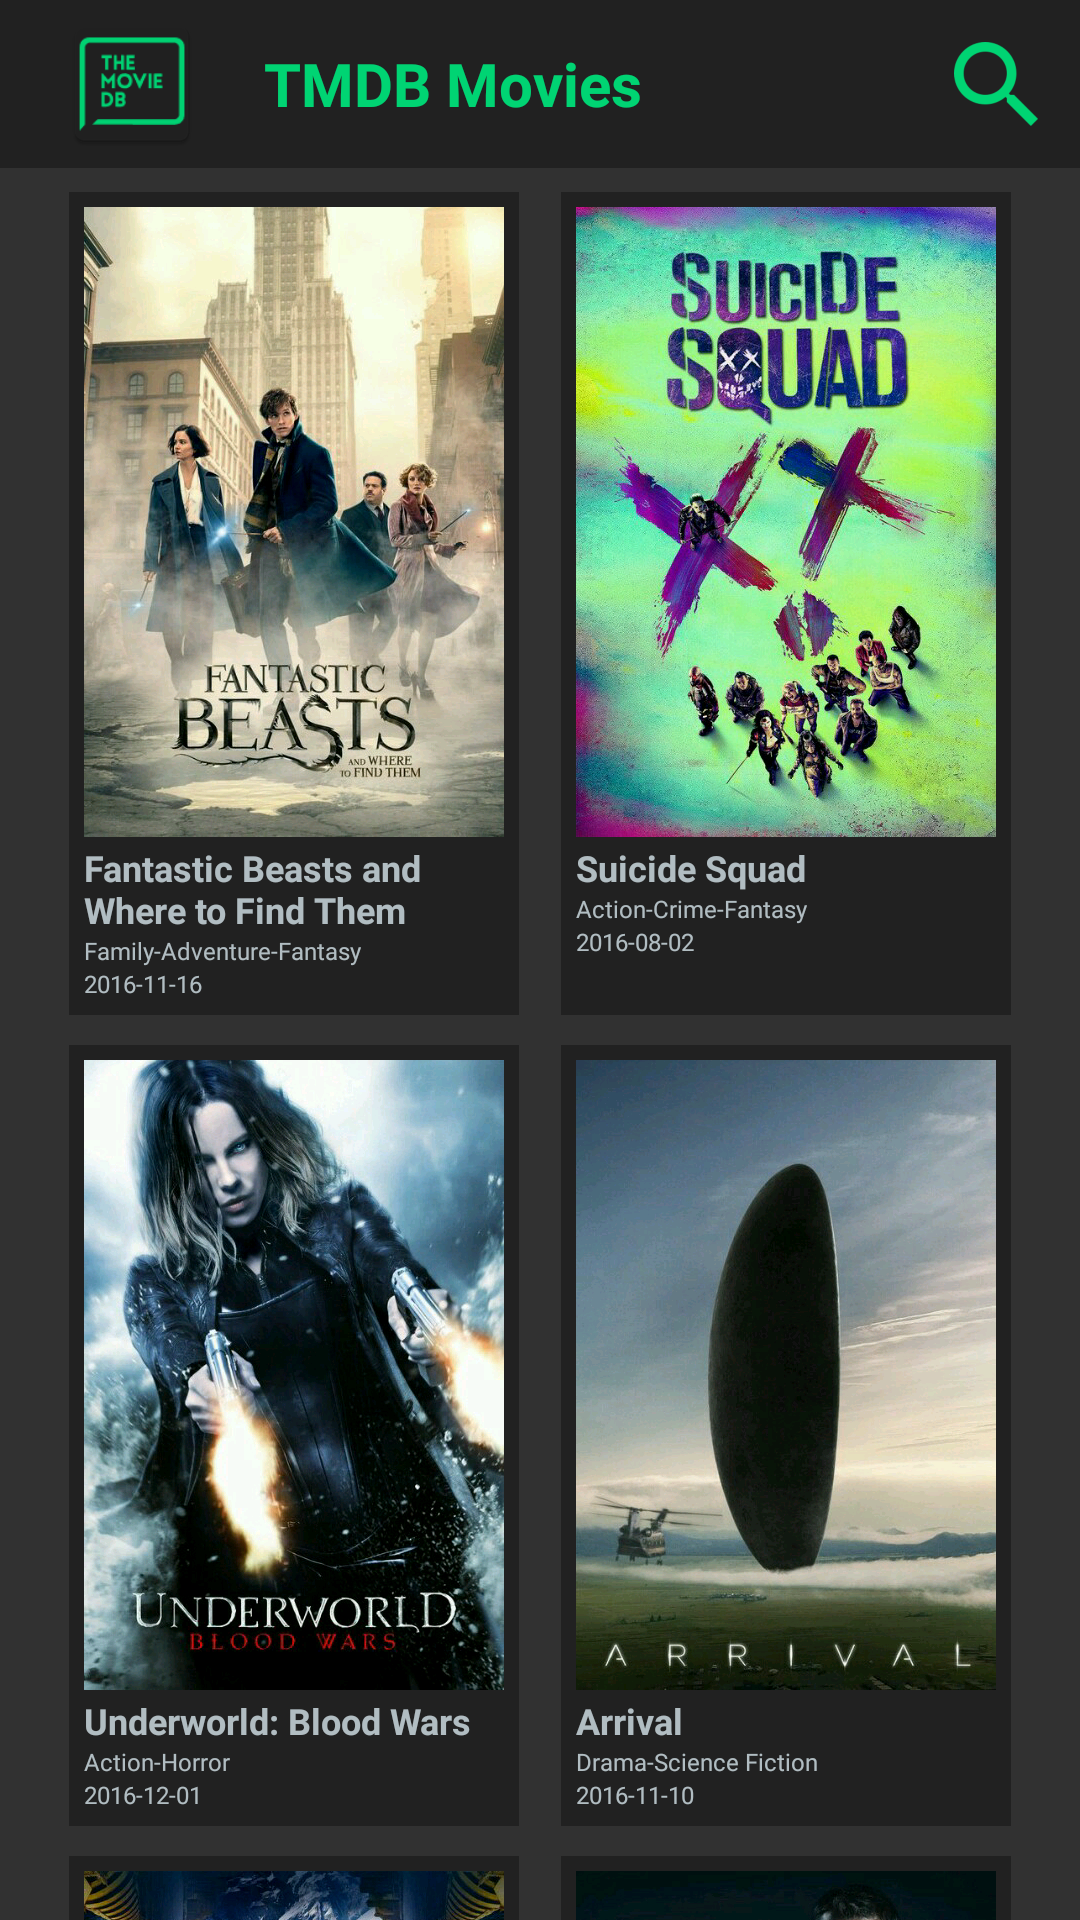 THE
MOVIE
DB
TMDB Movies
SUICIDE
SQUAD
FANTASTIC
BEASTS
AND WHERE
TO FIND THEM
Fantastic Beasts and
Where to Find Them
Family-Adventure-Fantasy
2016-11-16
Suicide Squad
Action-Crime-Fantasy
2016-08-02
UNDERWORLD
BLOOD WARS
ARRIVAL
Underworld: Blood Wars
Action-Horror
2016-12-01
Arrival
Drama-Science Fiction
2016-11-10